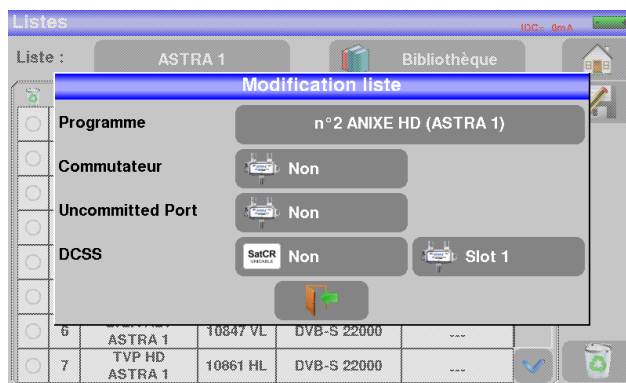 Listes
IDC= 0mA
Liste : ASTRA 1 Bibliothèque
Modification liste
Programme n°2 ANIXE HD (ASTRA 1)
Commutateur Non
Uncommitted Port Non
DCSS SatCR UNICABLE Non Slot 1
6 ASTRA 1 10847 VL DVB-S 22000 ---
7 TVP HD ASTRA 1 10861 HL DVB-S 22000 ---